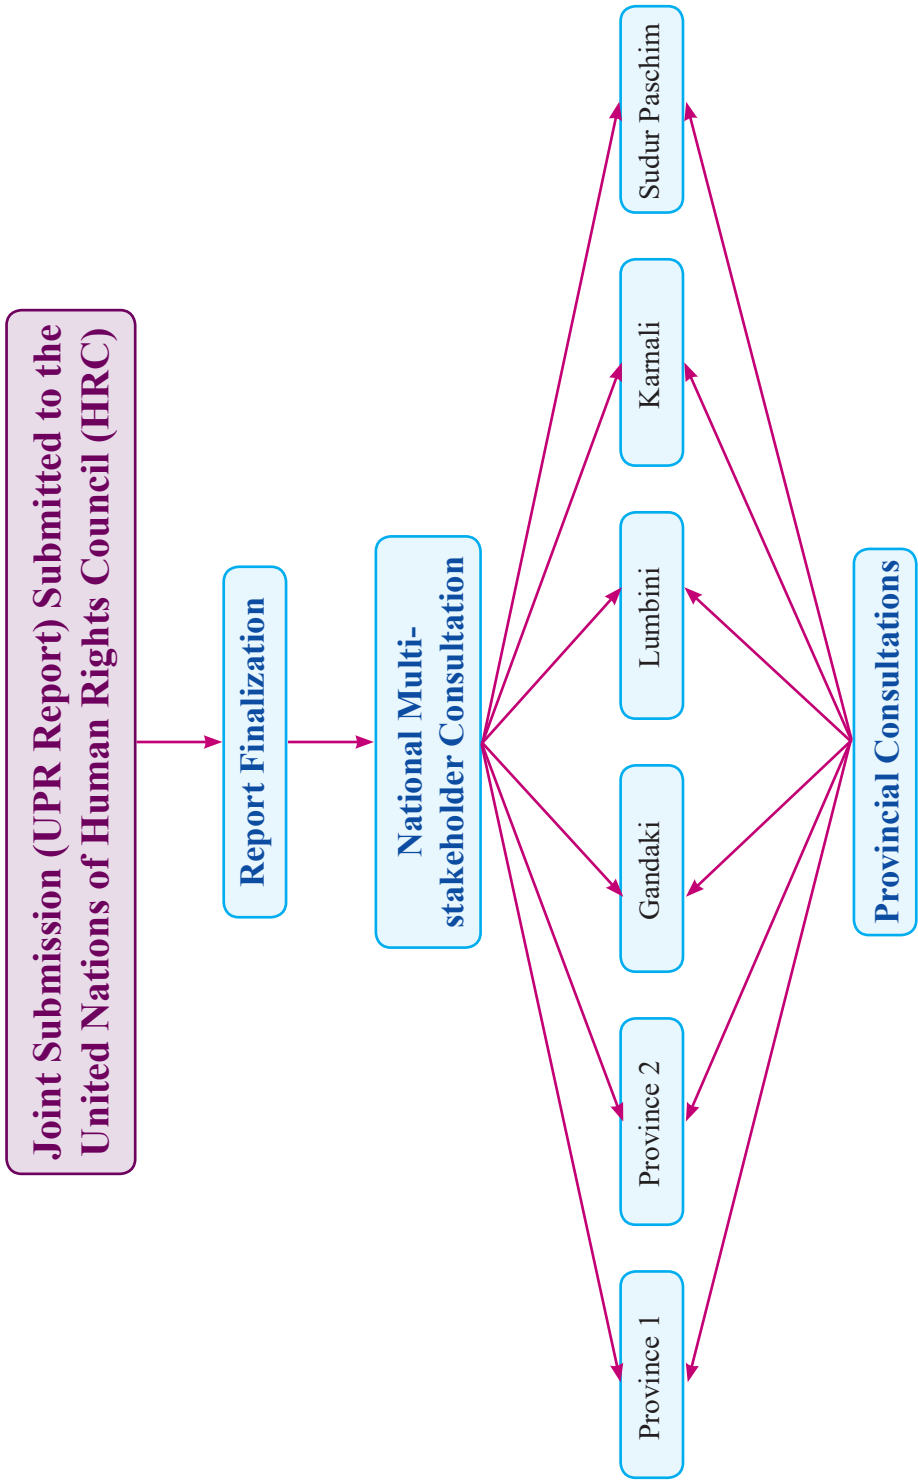 Joint Submission (UPR Report) Submitted to the
United Nations of Human Rights Council (HRC)
Report Finalization
National Multi-
stakeholder Consultation
Province 1
Province 2
Gandaki
Lumbini
Karnali
Sudur Paschim
Provincial Consultations